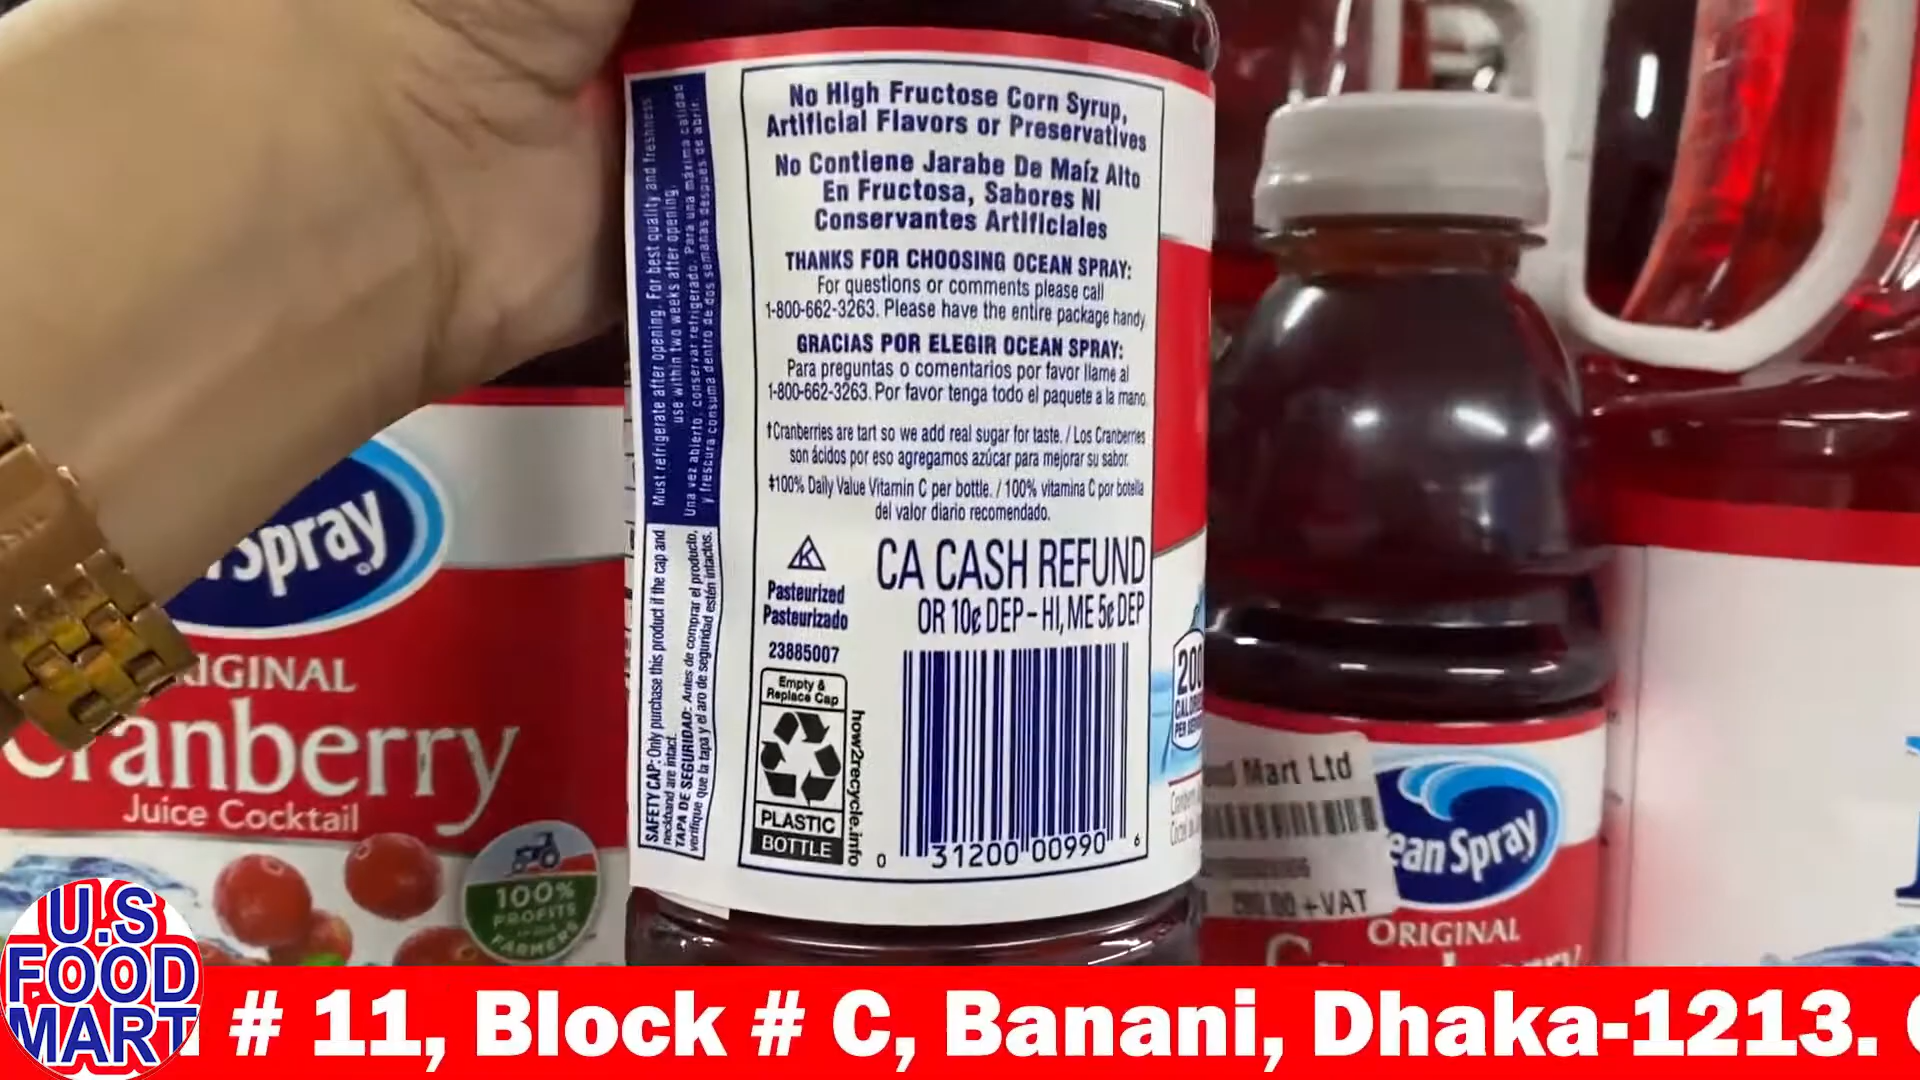 No High Fructose Corn Syrup,
Artificial Flavors or Preservatives
No Contiene Jarabe De Maíz Alto
En Fructosa, Sabores NI
Conservantes Artificiales
THANKS FOR CHOOSING OCEAN SPRAY:
For questions or comments please call
1-800-662-3263. Please have the entire package handy
GRACIAS POR ELEGIR OCEAN SPRAY:
Para preguntas o comentarios por favor llame al
1-800-662-3263. Por favor tenga todo el paquete a la mano.
†Cranberries are tart so we add real sugar for taste. / Los Cranberries
son ácidos por eso agregamos azúcar para mejorar su sabor.
‡100% Daily Value Vitamin C per bottle. / 100% vitamina C por botella
del valor diario recomendado.
K
Pasteurized
Pasteurizado
23885007
CA CASH REFUND
OR 10¢ DEP – HI, ME 5¢ DEP
Empty &
Replace Cap
PLASTIC
BOTTLE
how2recycle.info
0 31200 00990 6
Must refrigerate after opening. For best quality and freshness
use within two weeks after opening.
Una vez abierto, conservar refrigerado. Para una máxima calidad
y frescura consuma dentro de dos semanas después de abrir.
SAFETY CAP: Only purchase this product if the cap and
neckband are intact.
TAPA DE SEGURIDAD: Antes de comprar el producto,
verifique que la tapa y el aro de seguridad estén intactos.
200
CALORIES
PER
Spray
ORIGINAL
Cranberry
Juice Cocktail
100%
PROFITS
FARMERS
Mart Ltd
+VAT
ean Spray
ORIGINAL
U.S
FOOD
MART
# 11, Block # C, Banani, Dhaka-1213.